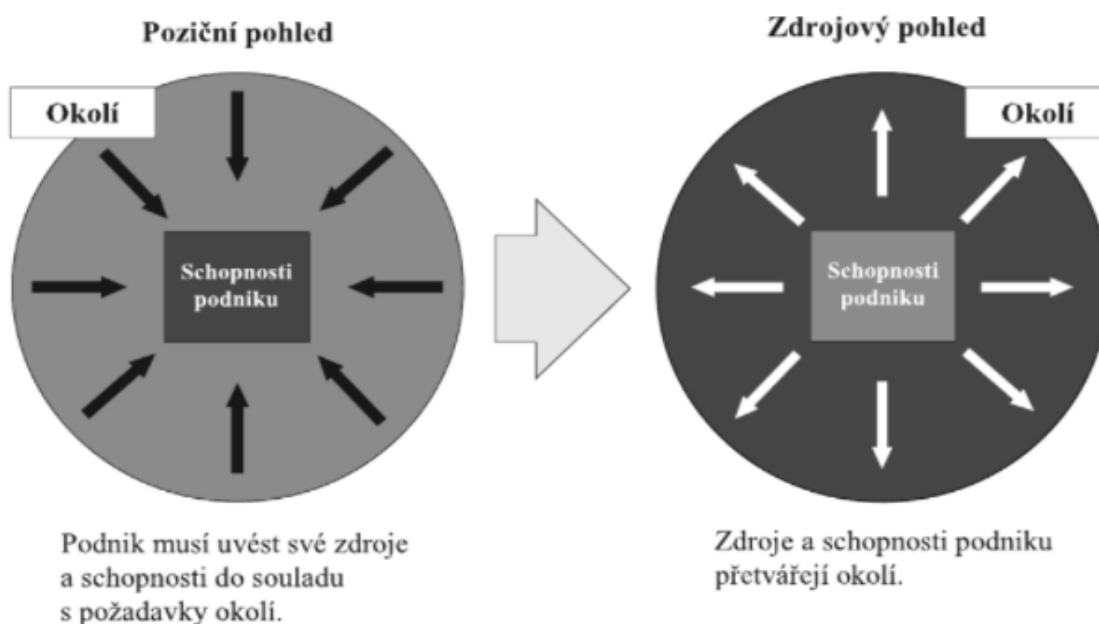 Poziční pohled
Okolí
Schopnosti
podniku
Podnik musí uvést své zdroje
a schopnosti do souladu
s požadavky okolí.
Zdrojový pohled
Okolí
Schopnosti
podniku
Zdroje a schopnosti podniku
přetvářejí okolí.